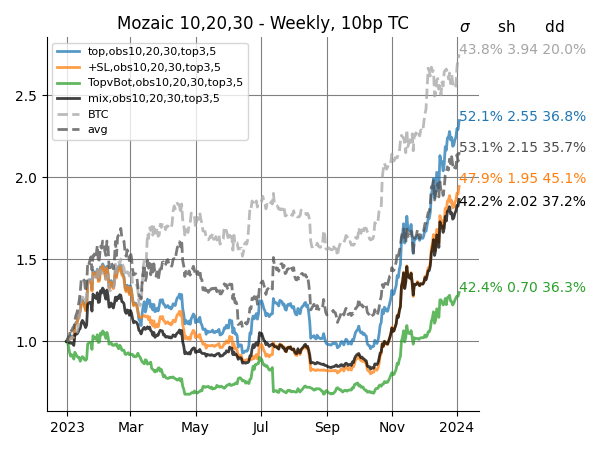 Mozaic 10,20,30 - Weekly, 10bp TC
σ sh dd
top,obs10,20,30,top3,5
+SL,obs10,20,30,top3,5
TopvBot,obs10,20,30,top3,5
mix,obs10,20,30,top3,5
BTC
avg
43.8% 3.94 20.0%
52.1% 2.55 36.8%
53.1% 2.15 35.7%
47.9% 1.95 45.1%
42.2% 2.02 37.2%
42.4% 0.70 36.3%
2.5
2.0
1.5
1.0
2023 Mar May Jul Sep Nov 2024